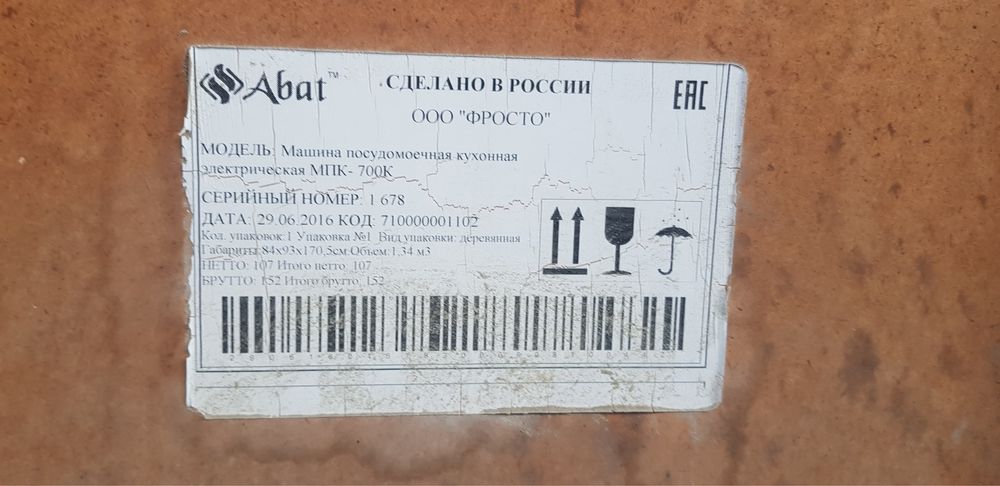 Abat™
СДЕЛАНО В РОССИИ
EAC
ООО "ФРОСТО"
МОДЕЛЬ: Машина посудомоечная кухонная
электрическая МПК- 700К
СЕРИЙНЫЙ НОМЕР: 1 678
ДАТА: 29.06.2016 КОД: 710000001102
Кол. упаковок:1 Упаковка №1 Вид упаковки: деревянная
Габариты:84х93х170,5см:Объем:1,34 м3
НЕТТО: 107 Итого нетто: 107
БРУТТО: 152 Итого брутто: 152